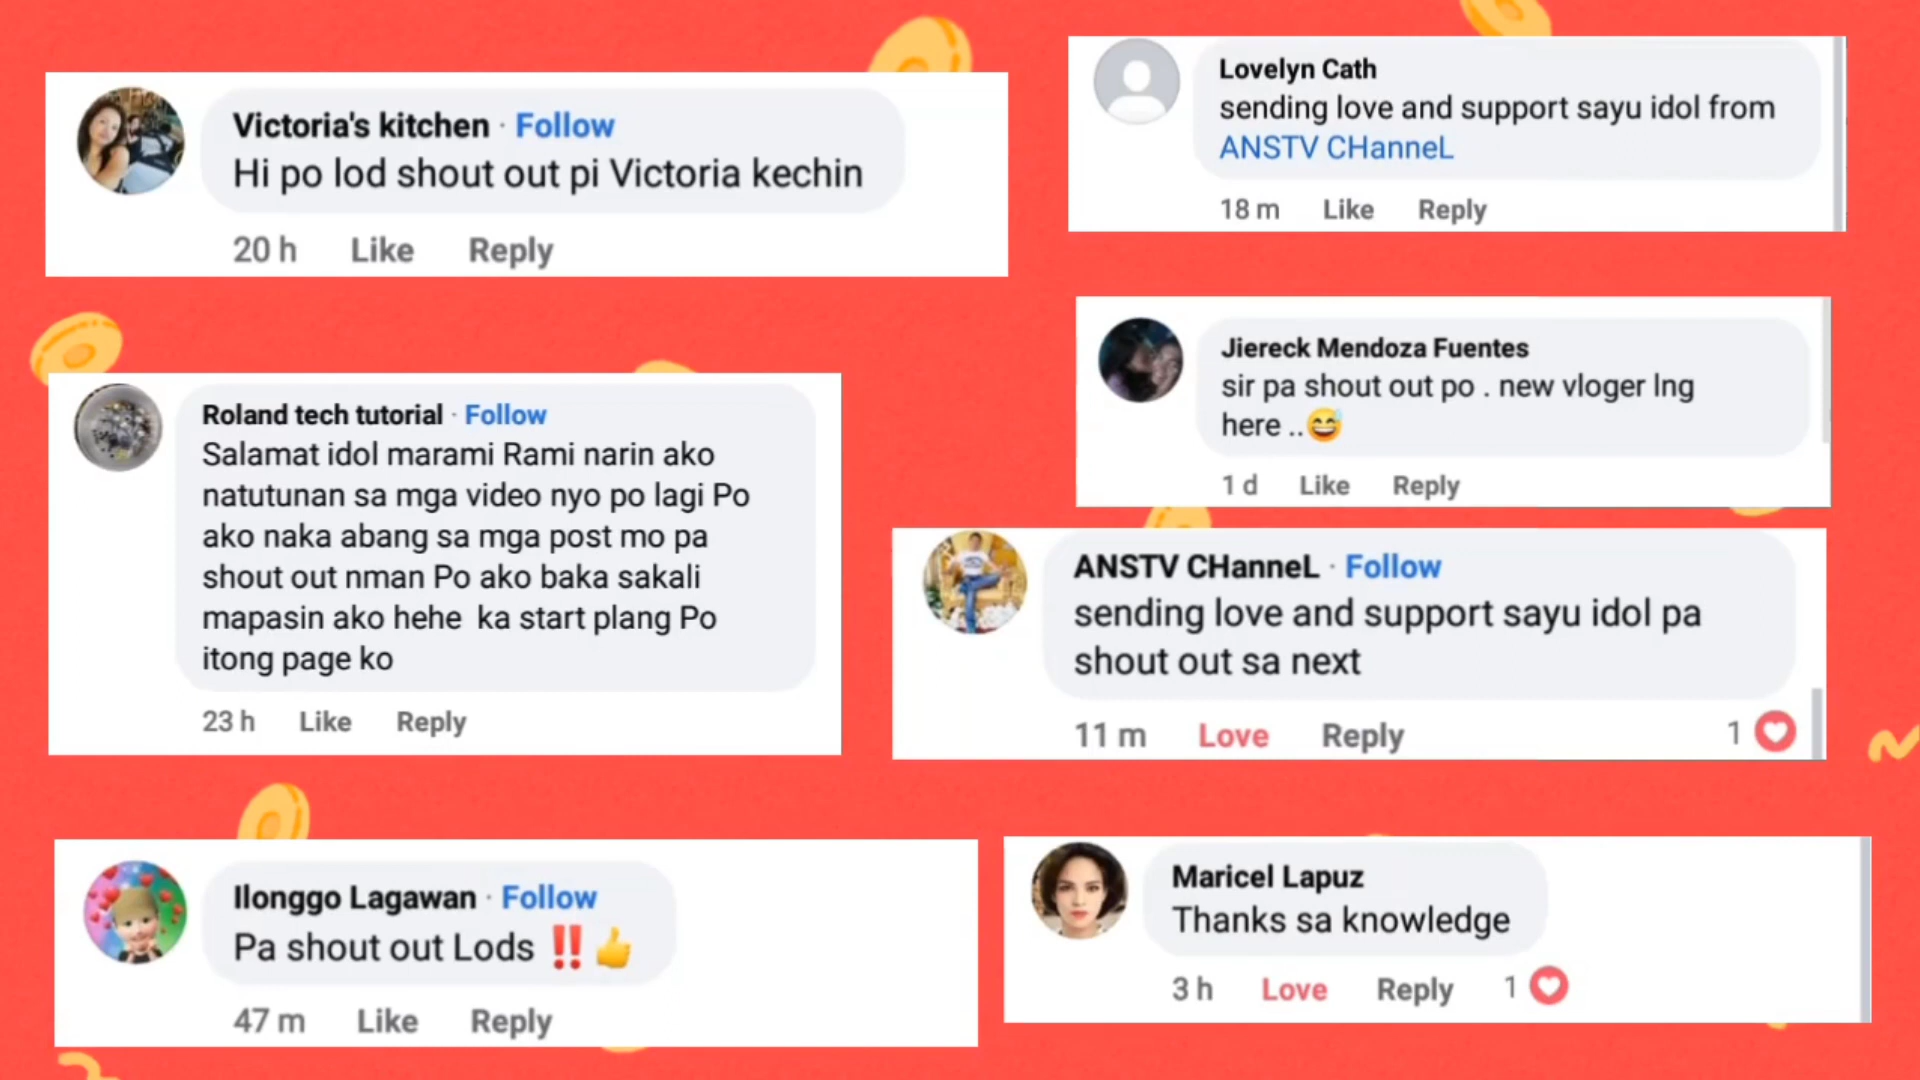 Victoria's kitchen · Follow
Hi po lod shout out pi Victoria kechin
20 h Like Reply
Roland tech tutorial · Follow
Salamat idol marami Rami narin ako
natutunan sa mga video nyo po lagi Po
ako naka abang sa mga post mo pa
shout out nman Po ako baka sakali
mapasin ako hehe ka start plang Po
itong page ko
23 h Like Reply
Ilonggo Lagawan · Follow
Pa shout out Lods ‼️👍
47 m Like Reply
Lovelyn Cath
sending love and support sayu idol from
ANSTV CHanneL
18 m Like Reply
Jiereck Mendoza Fuentes
sir pa shout out po . new vloger lng
here ..😅
1 d Like Reply
ANSTV CHanneL · Follow
sending love and support sayu idol pa
shout out sa next
11 m Love Reply 1
Maricel Lapuz
Thanks sa knowledge
3 h Love Reply 1